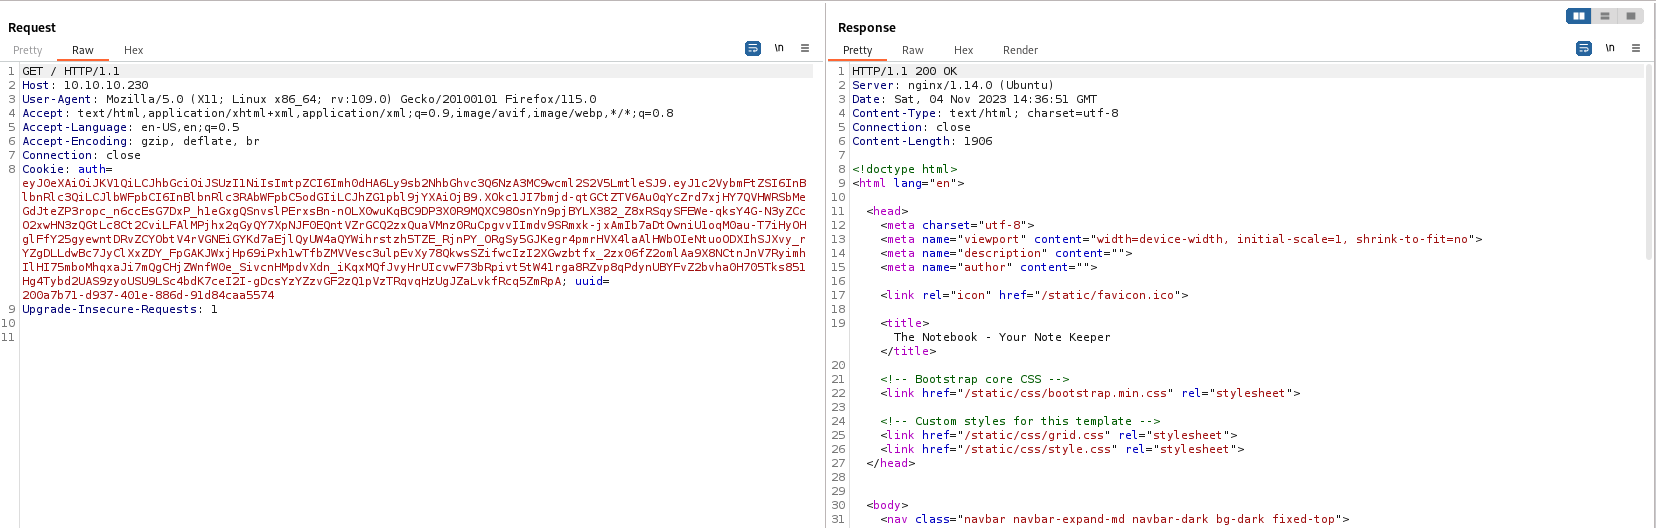 Request
Pretty Raw Hex
\n
1 GET / HTTP/1.1
2 Host: 10.10.10.230
3 User-Agent: Mozilla/5.0 (X11; Linux x86_64; rv:109.0) Gecko/20100101 Firefox/115.0
4 Accept: text/html,application/xhtml+xml,application/xml;q=0.9,image/avif,image/webp,*/*;q=0.8
5 Accept-Language: en-US,en;q=0.5
6 Accept-Encoding: gzip, deflate, br
7 Connection: close
8 Cookie: auth=
eyJ0eXAiOiJKV1QiLCJhbGciOiJSUzI1NiIsImtpZCI6Imh0dHA6Ly9sb2NhbGhvc3Q6NzA3MC9wcml2S2V5LmtleSJ9.eyJ1c2VybmFtZSI6InB
uuid=
200a7b71-d937-401e-886d-91d84caa5574
9 Upgrade-Insecure-Requests: 1
10
11
Response
Pretty Raw Hex Render
\n
1 HTTP/1.1 200 OK
2 Server: nginx/1.14.0 (Ubuntu)
3 Date: Sat, 04 Nov 2023 14:36:51 GMT
4 Content-Type: text/html; charset=utf-8
5 Connection: close
6 Content-Length: 1906
7
8 <!doctype html>
9 <html lang="en">
10
11 <head>
12 <meta charset="utf-8">
13 <meta name="viewport" content="width=device-width, initial-scale=1, shrink-to-fit=no">
14 <meta name="description" content="">
15 <meta name="author" content="">
16
17 <link rel="icon" href="/static/favicon.ico">
18
19 <title>
The Notebook - Your Note Keeper
</title>
20
21 <!-- Bootstrap core CSS -->
22 <link href="/static/css/bootstrap.min.css" rel="stylesheet">
23
24 <!-- Custom styles for this template -->
25 <link href="/static/css/grid.css" rel="stylesheet">
26 <link href="/static/css/style.css" rel="stylesheet">
27 </head>
28
29
30 <body>
31 <nav class="navbar navbar-expand-md navbar-dark bg-dark fixed-top">